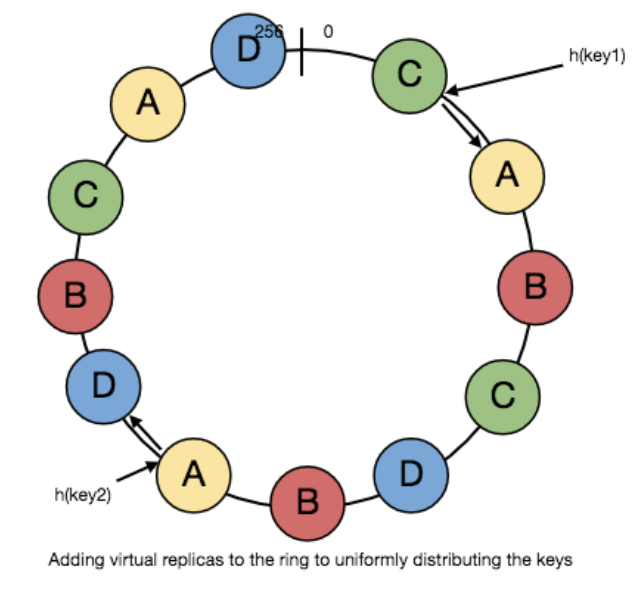 256 0
D
C
h(key1)
A
A
C
B
B
D
C
A
D
B
h(key2)
Adding virtual replicas to the ring to uniformly distributing the keys